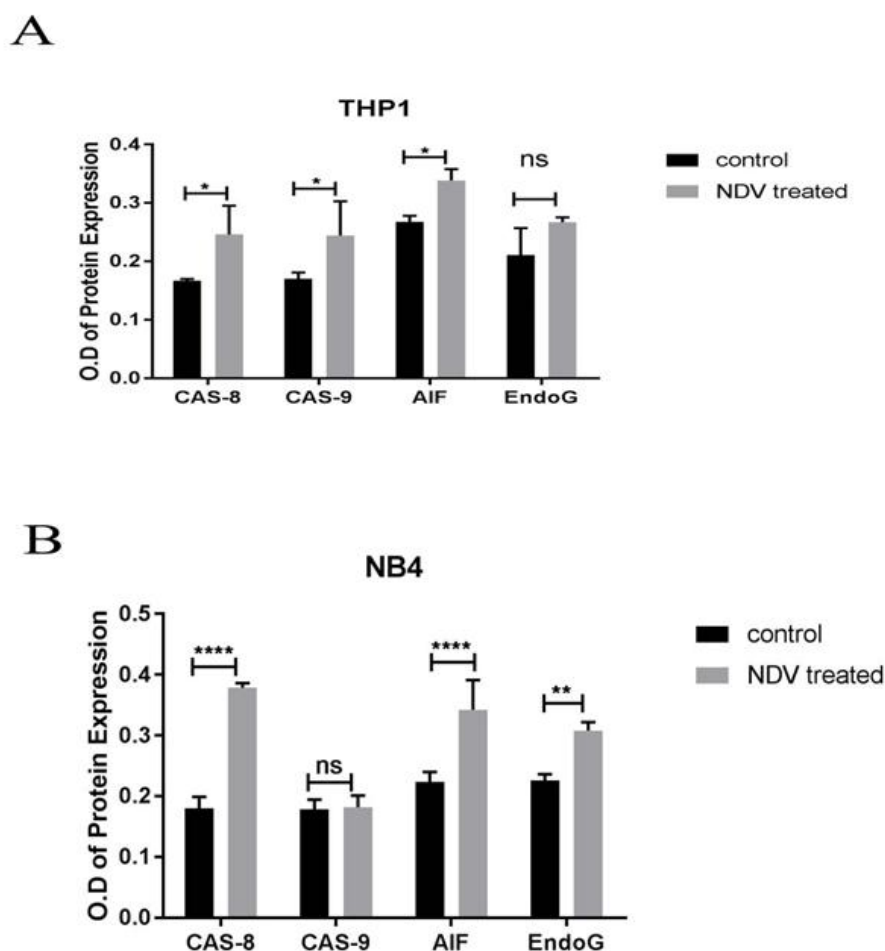 A
THP1
O.D of Protein Expression
0.4
0.3
0.2
0.1
0.0
*
*
*
ns
CAS-8
CAS-9
AIF
EndoG
control
NDV treated
B
NB4
O.D of Protein Expression
0.5
0.4
0.3
0.2
0.1
0.0
****
ns
****
**
CAS-8
CAS-9
AIF
EndoG
control
NDV treated